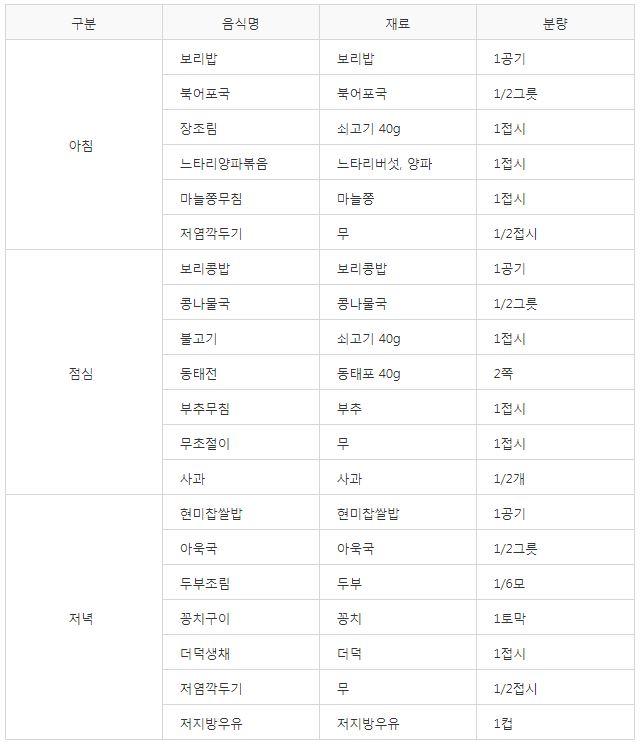 구분 음식명 재료 분량
아침
보리밥 보리밥 1공기
북어포국 북어포국 1/2그릇
장조림 쇠고기 40g 1접시
느타리양파볶음 느타리버섯, 양파 1접시
마늘쫑무침 마늘쫑 1접시
저염깍두기 무 1/2접시
점심
보리콩밥 보리콩밥 1공기
콩나물국 콩나물국 1/2그릇
불고기 쇠고기 40g 1접시
동태전 동태포 40g 2쪽
부추무침 부추 1접시
무초절이 무 1접시
사과 사과 1/2개
저녁
현미찹쌀밥 현미찹쌀밥 1공기
아욱국 아욱국 1/2그릇
두부조림 두부 1/6모
꽁치구이 꽁치 1토막
더덕생채 더덕 1접시
저염깍두기 무 1/2접시
저지방우유 저지방우유 1컵